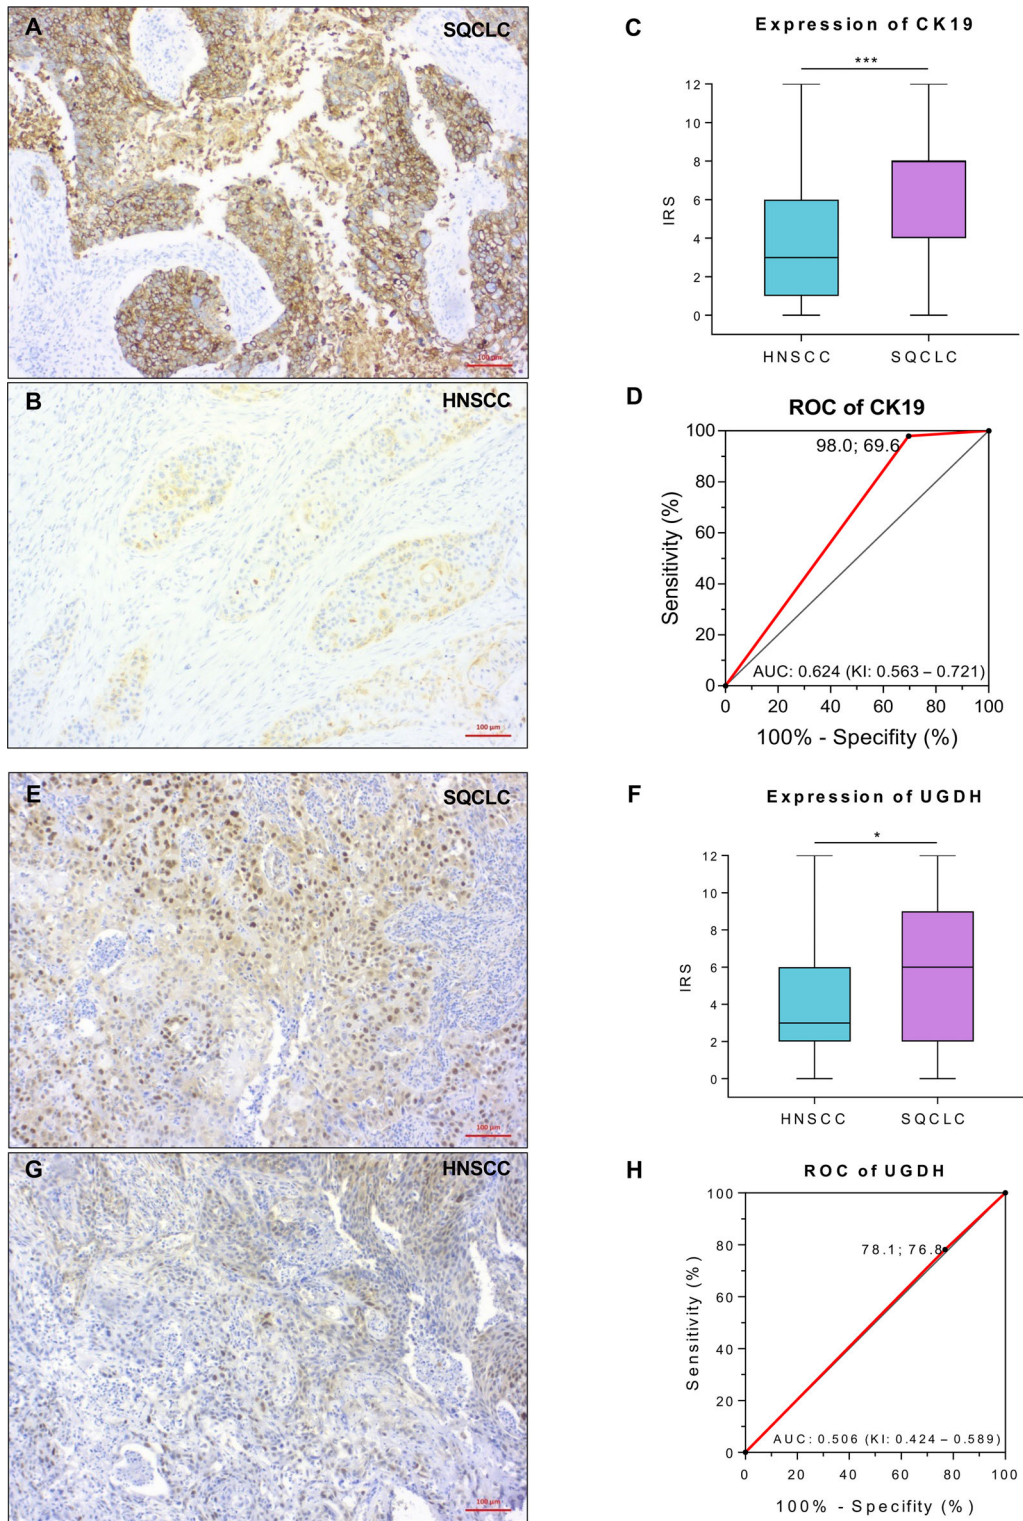 A
SQCLC
100 µm
B
HNSCC
100 µm
C
Expression of CK19
***
12
10
8
6
4
2
0
IRS
HNSCC
SQCLC
D
ROC of CK19
100
80
60
40
20
0
Sensitivity (%)
98.0; 69.6
AUC: 0.624 (KI: 0.563 – 0.721)
0 20 40 60 80 100
100% - Specifity (%)
E
SQCLC
100 µm
F
Expression of UGDH
*
12
10
8
6
4
2
0
IRS
HNSCC
SQCLC
G
HNSCC
100 µm
H
ROC of UGDH
100
80
60
40
20
0
Sensitivity (%)
78.1; 76.8
AUC: 0.506 (KI: 0.424 – 0.589)
0 20 40 60 80 100
100% - Specifity (%)